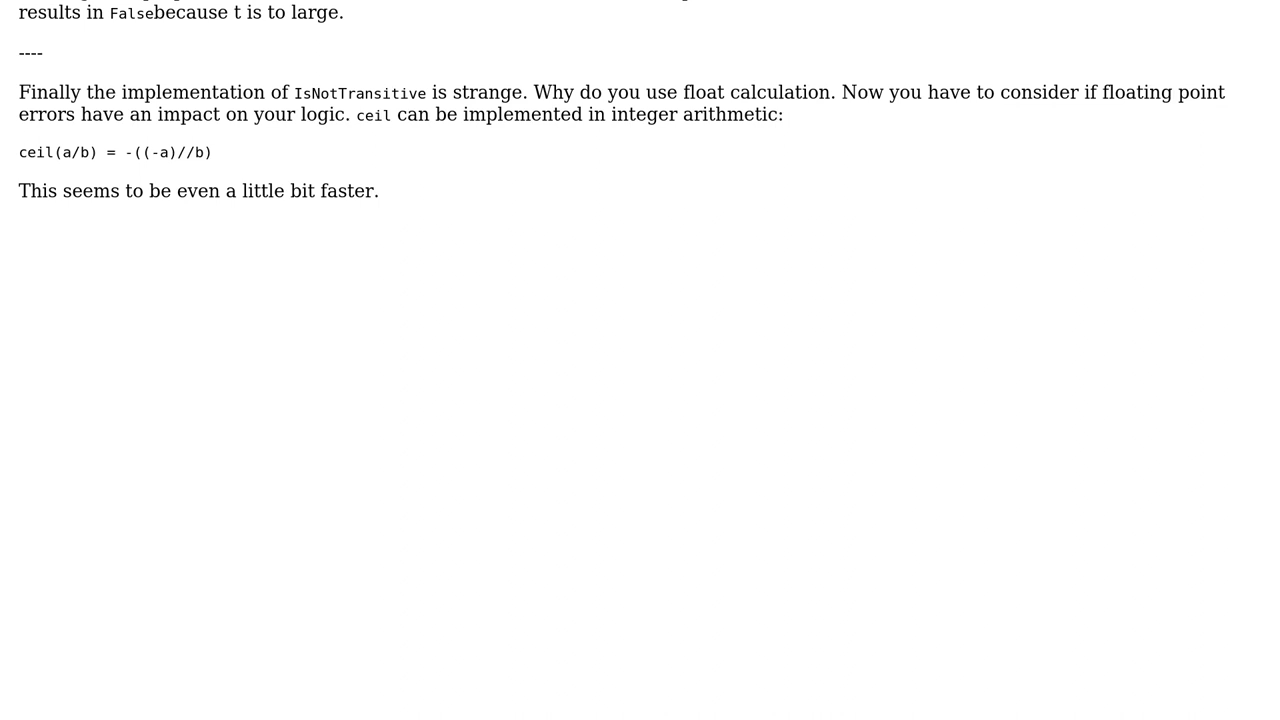 results in Falsebecause t is to large.
----
Finally the implementation of IsNotTransitive is strange. Why do you use float calculation. Now you have to consider if floating point
errors have an impact on your logic. ceil can be implemented in integer arithmetic:
ceil(a/b) = -((-a)//b)
This seems to be even a little bit faster.